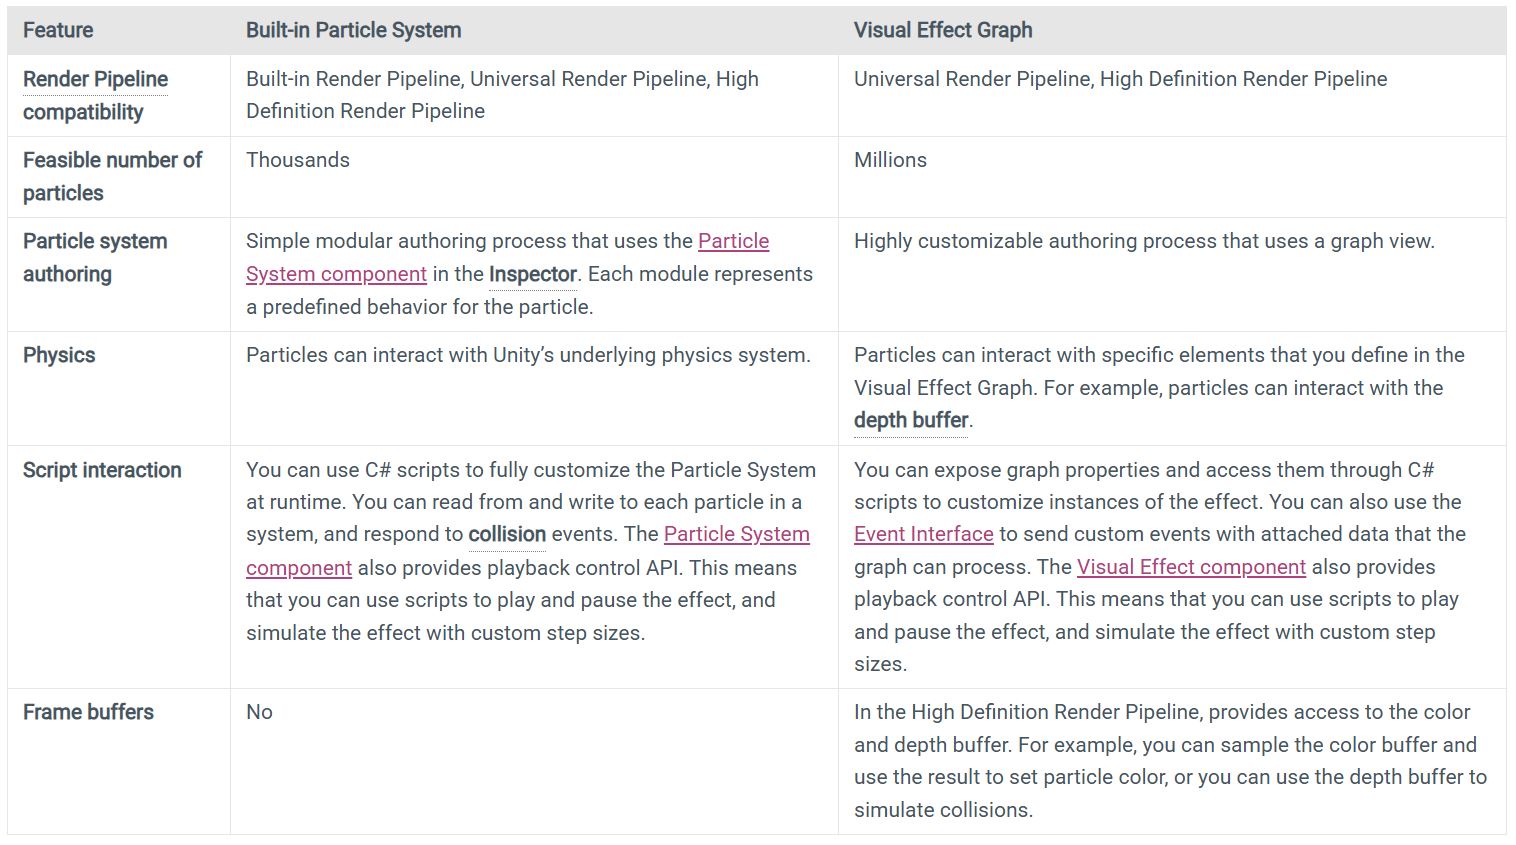 Feature
Built-in Particle System
Visual Effect Graph
Render Pipeline
compatibility
Built-in Render Pipeline, Universal Render Pipeline, High
Definition Render Pipeline
Universal Render Pipeline, High Definition Render Pipeline
Feasible number of
particles
Thousands
Millions
Particle system
authoring
Simple modular authoring process that uses the Particle
System component in the Inspector. Each module represents
a predefined behavior for the particle.
Highly customizable authoring process that uses a graph view.
Physics
Particles can interact with Unity’s underlying physics system.
Particles can interact with specific elements that you define in the
Visual Effect Graph. For example, particles can interact with the
depth buffer.
Script interaction
You can use C# scripts to fully customize the Particle System
at runtime. You can read from and write to each particle in a
system, and respond to collision events. The Particle System
component also provides playback control API. This means
that you can use scripts to play and pause the effect, and
simulate the effect with custom step sizes.
You can expose graph properties and access them through C#
scripts to customize instances of the effect. You can also use the
Event Interface to send custom events with attached data that the
graph can process. The Visual Effect component also provides
playback control API. This means that you can use scripts to play
and pause the effect, and simulate the effect with custom step
sizes.
Frame buffers
No
In the High Definition Render Pipeline, provides access to the color
and depth buffer. For example, you can sample the color buffer and
use the result to set particle color, or you can use the depth buffer to
simulate collisions.